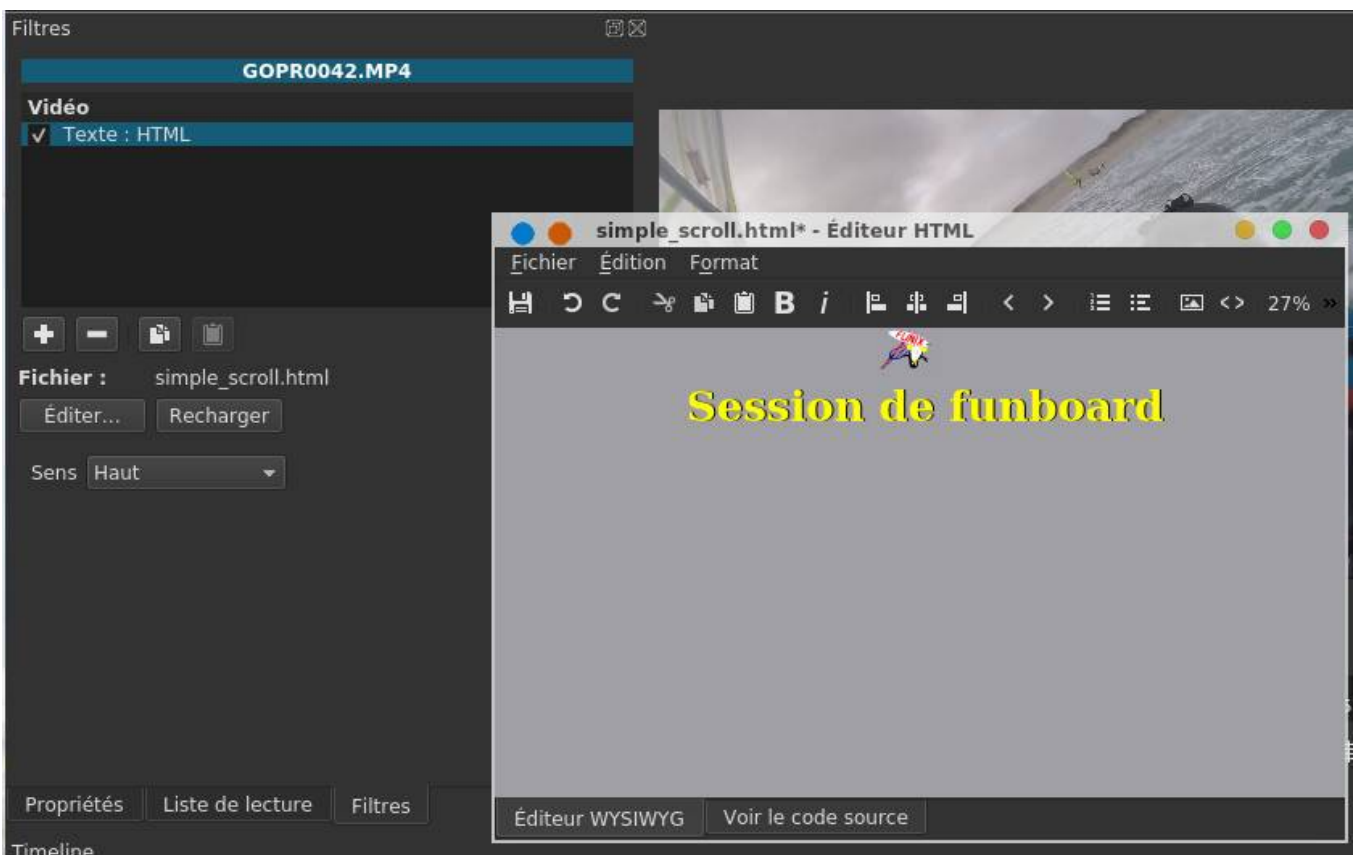 Filtres
GOPR0042.MP4
Vidéo
Texte : HTML
simple_scroll.html* - Éditeur HTML
Fichier Édition Format
B i 27% »
FUNIX
Session de funboard
Fichier : simple_scroll.html
Éditer... Recharger
Sens Haut
Propriétés Liste de lecture Filtres
Éditeur WYSIWYG Voir le code source
Timeline